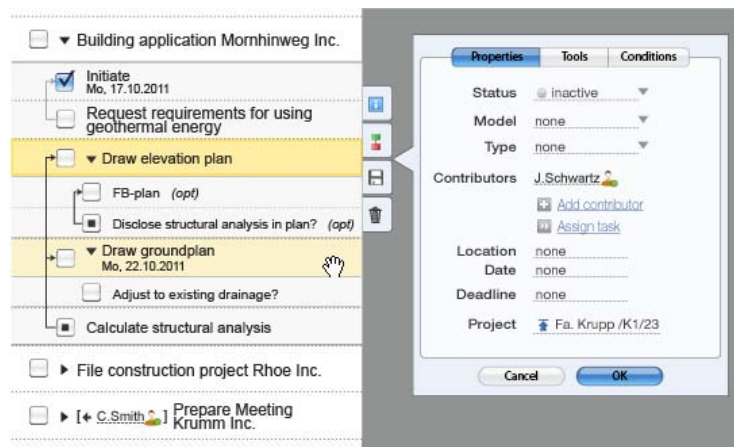 Building application Mornhinweg Inc.
Initiate
Mo, 17.10.2011
Request requirements for using
geothermal energy
Draw elevation plan
FB-plan (opt)
Disclose structural analysis in plan? (opt)
Draw groundplan
Mo, 22.10.2011
Adjust to existing drainage?
Calculate structural analysis
File construction project Rhoe Inc.
[← C.Smith ] Prepare Meeting
Krumm Inc.
Properties Tools Conditions
Status inactive
Model none
Type none
Contributors J.Schwartz
Add contributor
Assign task
Location none
Date none
Deadline none
Project Fa. Krupp /K1/23
Cancel OK